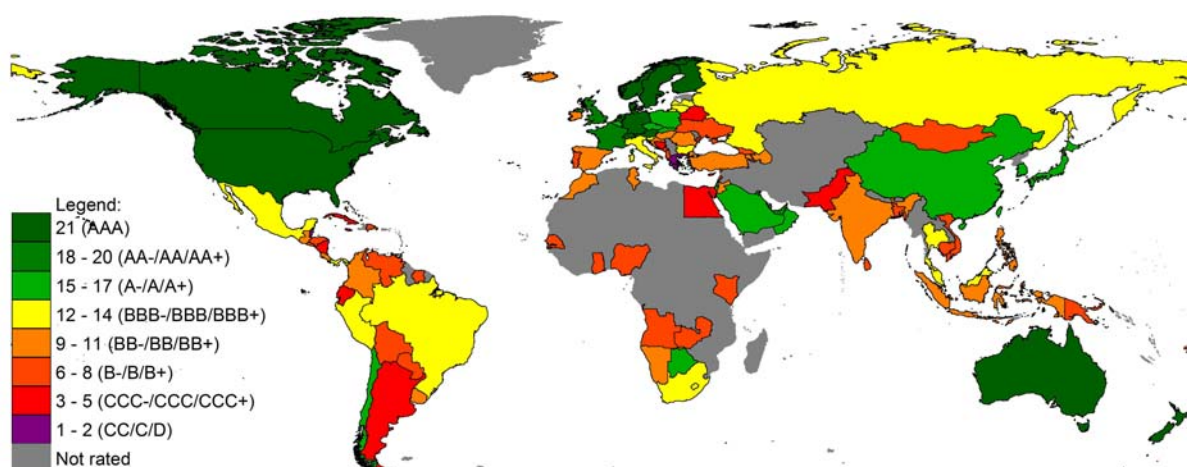 Legend:
21 (AAA)
18 - 20 (AA-/AA/AA+)
15 - 17 (A-/A/A+)
12 - 14 (BBB-/BBB/BBB+)
9 - 11 (BB-/BB/BB+)
6 - 8 (B-/B/B+)
3 - 5 (CCC-/CCC/CCC+)
1 - 2 (CC/C/D)
Not rated